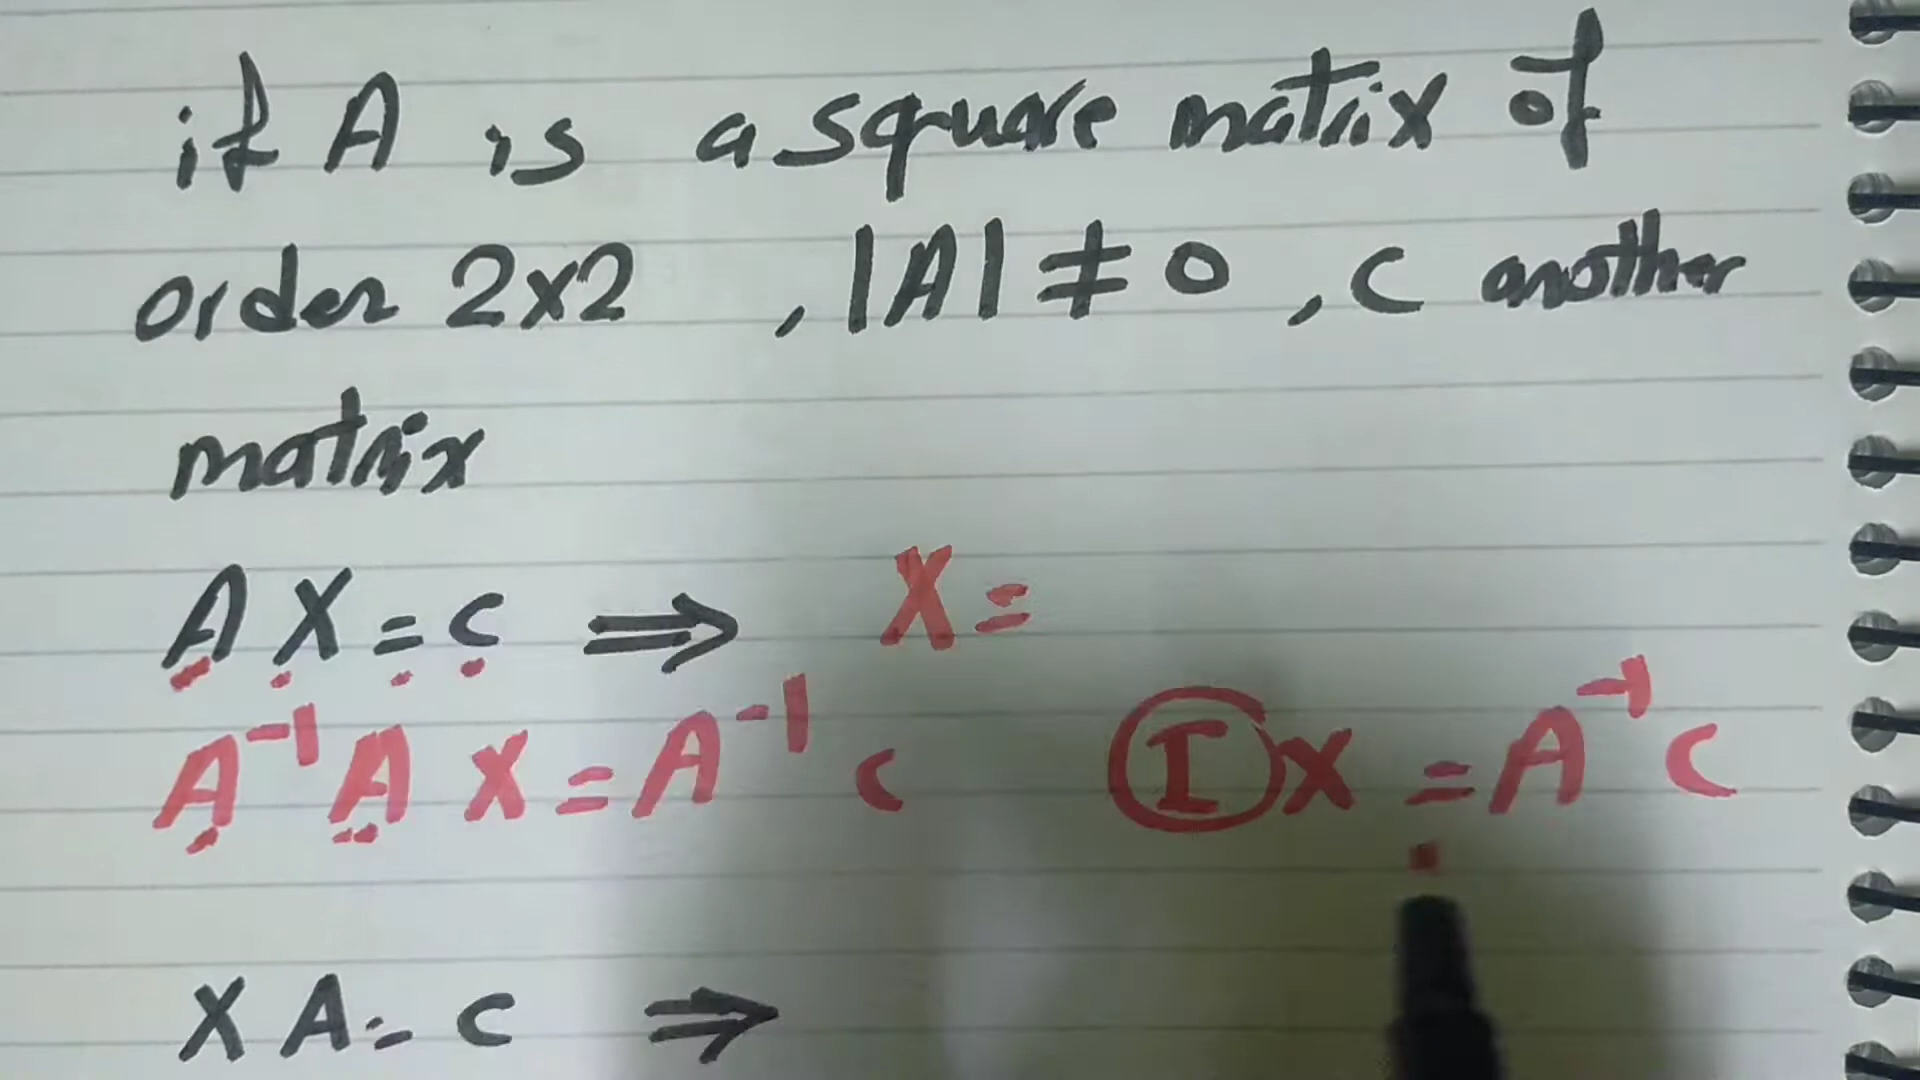 if A is a square matrix of
order 2x2 , |A| ≠ 0 , C another
matrix
A X = C ⇒ X =
A⁻¹ A X = A⁻¹ C I X = A⁻¹ C
X A = C ⇒